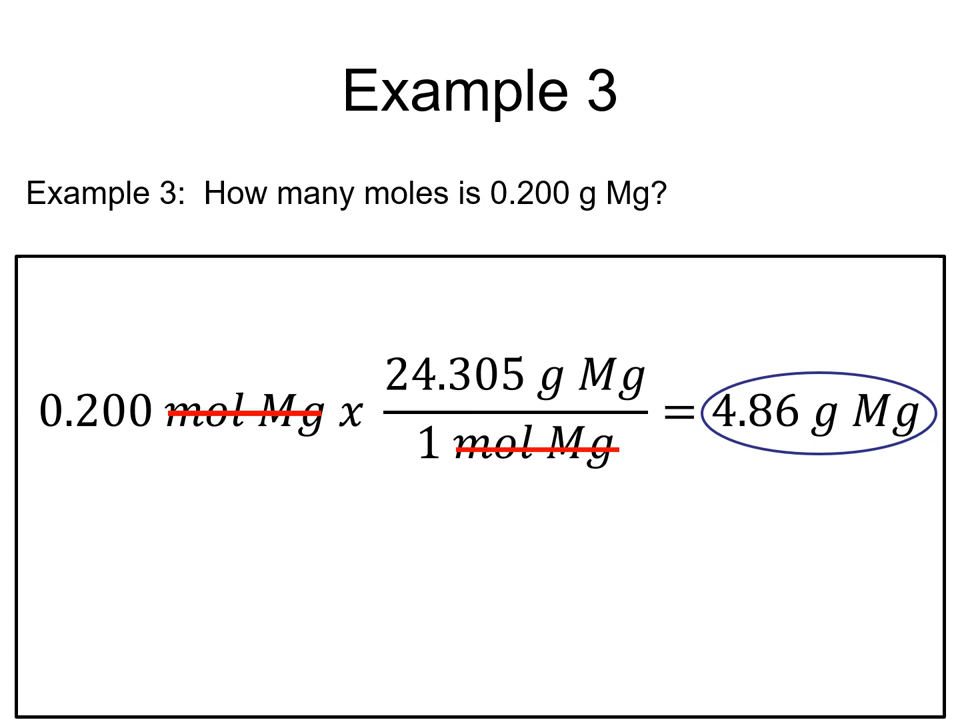 Example 3
Example 3:  How many moles is 0.200 g Mg?
24.305 g Mg
0.200 mol Mg x = 4.86 g Mg
1 mol Mg